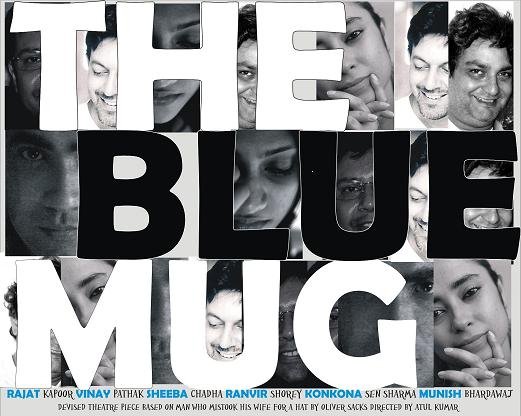 THE
BLUE
MUG
RAJAT KAPOOR VINAY PATHAK SHEEBA CHADHA RANVIR SHOREY KONKONA SEN SHARMA MUNISH BHARDAWAJ
DEVISED THEATRE PIECE BASED ON MAN WHO MISTOOK HIS WIFE FOR A HAT BY OLIVER SACKS DIRECTED BY ATUL KUMAR